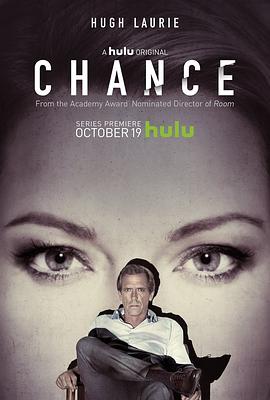 HUGH LAURIE
A hulu ORIGINAL
CHANCE
From the Academy Award Nominated Director of Room
SERIES PREMIERE
OCTOBER 19 hulu